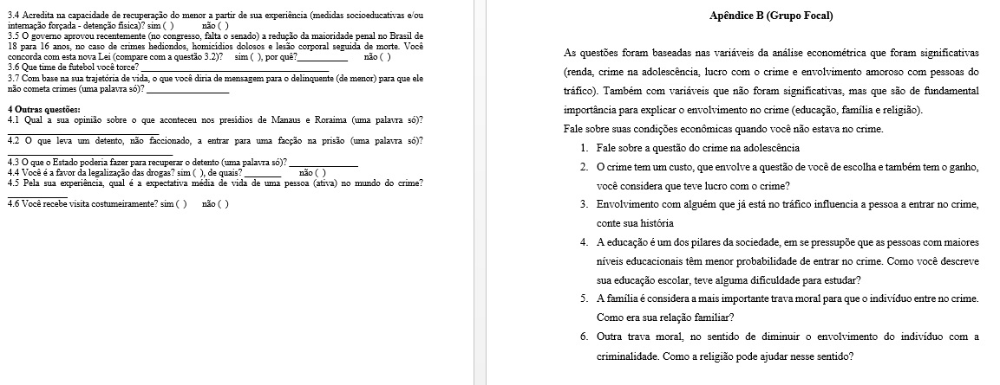 3.4 Acredita na capacidade de recuperação do menor a partir de sua experiência (medidas socioeducativas e/ou
internação forçada - detenção física)? sim ( ) não ( )
3.5 O governo aprovou recentemente (no congresso, falta o senado) a redução da maioridade penal no Brasil de
18 para 16 anos, no caso de crimes hediondos, homicídios dolosos e lesão corporal seguida de morte. Você
concorda com esta nova Lei (compare com a questão 3.2)? sim ( ), por quê?__________ não ( )
3.6 Que time de futebol você torce? ____________________
3.7 Com base na sua trajetória de vida, o que você diria de mensagem para o delinquente (de menor) para que ele
não cometa crimes (uma palavra só)? __________________
4 Outras questões:
4.1 Qual a sua opinião sobre o que aconteceu nos presídios de Manaus e Roraima (uma palavra só)?
____________________
4.2 O que leva um detento, não faccionado, a entrar para uma facção na prisão (uma palavra só)?
____________________
4.3 O que o Estado poderia fazer para recuperar o detento (uma palavra só)? _______________
4.4 Você é a favor da legalização das drogas? sim ( ), de quais? ________ não ( )
4.5 Pela sua experiência, qual é a expectativa média de vida de uma pessoa (ativa) no mundo do crime?
_____________
4.6 Você recebe visita costumeiramente? sim ( ) não ( )
Apêndice B (Grupo Focal)
As questões foram baseadas nas variáveis da análise econométrica que foram significativas
(renda, crime na adolescência, lucro com o crime e envolvimento amoroso com pessoas do
tráfico). Também com variáveis que não foram significativas, mas que são de fundamental
importância para explicar o envolvimento no crime (educação, família e religião).
Fale sobre suas condições econômicas quando você não estava no crime.
1. Fale sobre a questão do crime na adolescência
2. O crime tem um custo, que envolve a questão de você de escolha e também tem o ganho,
você considera que teve lucro com o crime?
3. Envolvimento com alguém que já está no tráfico influencia a pessoa a entrar no crime,
conte sua história
4. A educação é um dos pilares da sociedade, em se pressupõe que as pessoas com maiores
níveis educacionais têm menor probabilidade de entrar no crime. Como você descreve
sua educação escolar, teve alguma dificuldade para estudar?
5. A família é considera a mais importante trava moral para que o indivíduo entre no crime.
Como era sua relação familiar?
6. Outra trava moral, no sentido de diminuir o envolvimento do indivíduo com a
criminalidade. Como a religião pode ajudar nesse sentido?